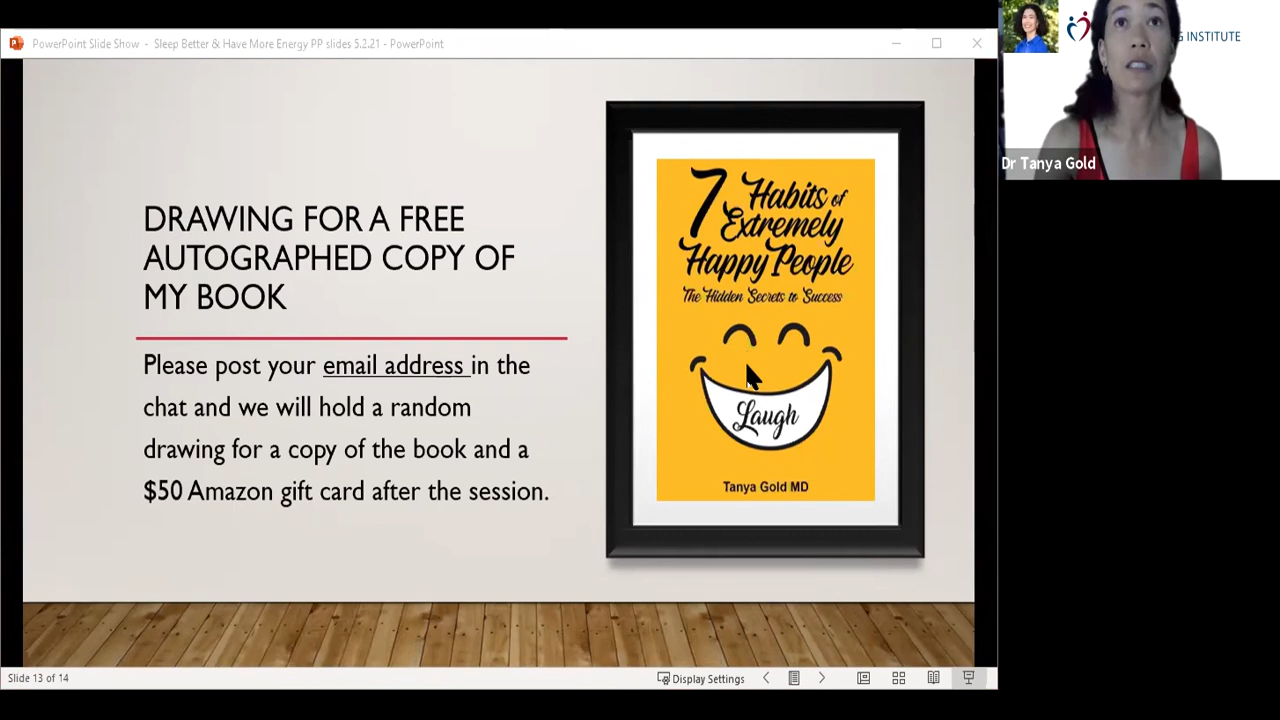 PowerPoint Slide Show - Sleep Better & Have More Energy PP slides 5.2.21 - PowerPoint
DRAWING FOR A FREE
AUTOGRAPHED COPY OF
MY BOOK
Please post your email address in the
chat and we will hold a random
drawing for a copy of the book and a
$50 Amazon gift card after the session.
7 Habits of
Extremely
Happy People
The Hidden Secrets to Success
Laugh
Tanya Gold MD
INSTITUTE
Dr Tanya Gold
Slide 13 of 14
Display Settings